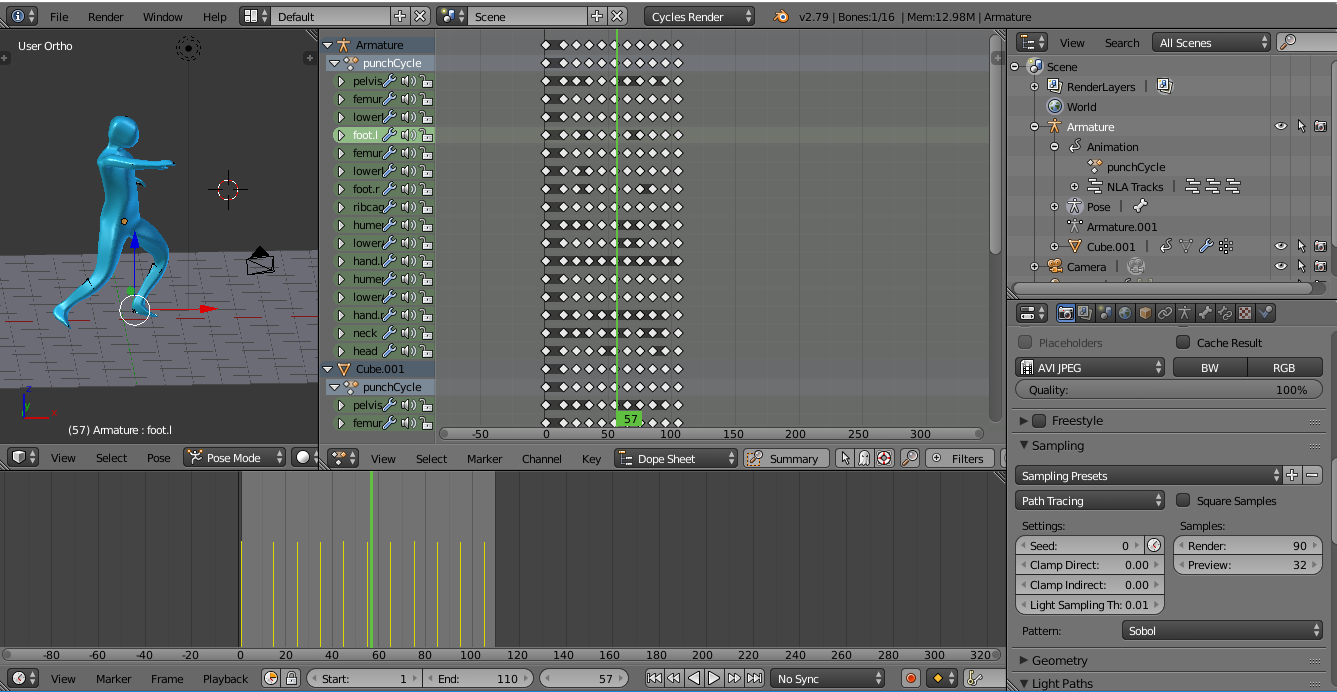 File Render Window Help Default Scene Cycles Render v2.79 | Bones:1/16 | Mem:12.98M | Armature
User Ortho
(57) Armature : foot.l
View Select Pose Pose Mode
Armature
punchCycle
pelvis
femur
lower
foot.l
femur
lower
foot.r
ribcag
hume
lower
hand.l
hume
lower
hand.
neck
head
Cube.001
punchCycle
pelvis
femur
57
-50 0 50 100 150 200 250 300
View Select Marker Channel Key Dope Sheet Summary Filters
-80 -60 -40 -20 0 20 40 60 80 100 120 140 160 180 200 220 240 260 280 300 320
View Marker Frame Playback Start: 1 End: 110 57 No Sync
View Search All Scenes
Scene
RenderLayers |
World
Armature
Animation
punchCycle
NLA Tracks |
Pose |
Armature.001
Cube.001 |
Camera |
Placeholders Cache Result
AVI JPEG BW RGB
Quality: 100%
Freestyle
Sampling
Sampling Presets
Path Tracing Square Samples
Settings: Samples:
Seed: 0 Render: 90
Clamp Direct: 0.00 Preview: 32
Clamp Indirect: 0.00
Light Sampling Th: 0.01
Pattern: Sobol
Geometry
Light Paths